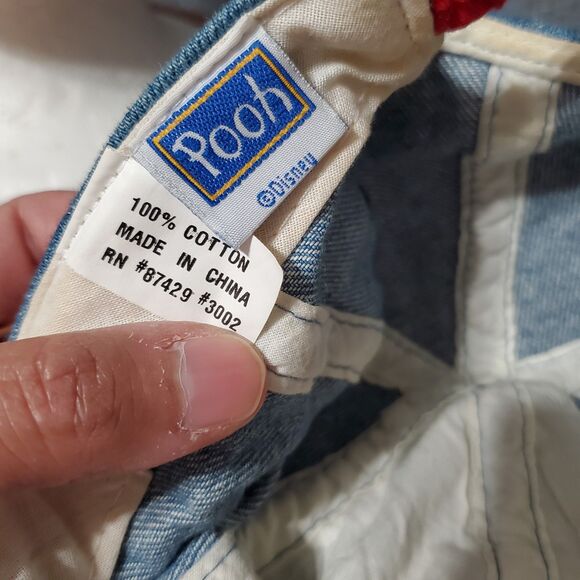 Pooh
©Disney
100% COTTON
MADE IN CHINA
RN #87429 #3002